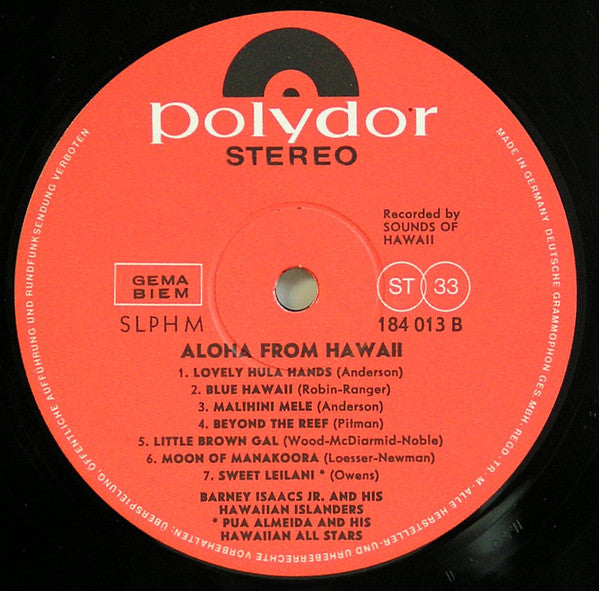 polydor
STEREO
Recorded by
SOUNDS OF
HAWAII
GEMA
BIEM
ST 33
SLPHM
184 013 B
ALOHA FROM HAWAII
1. LOVELY HULA HANDS (Anderson)
2. BLUE HAWAII (Robin-Ranger)
3. MALIHINI MELE (Anderson)
4. BEYOND THE REEF (Pitman)
5. LITTLE BROWN GAL (Wood-McDiarmid-Noble)
6. MOON OF MANAKOORA (Loesser-Newman)
7. SWEET LEILANI * (Owens)
BARNEY ISAACS JR. AND HIS
HAWAIIAN ISLANDERS
* PUA ALMEIDA AND HIS
HAWAIIAN ALL STARS
MADE IN GERMANY. DEUTSCHE GRAMMOPHON GES MBH · REGD. TR. M. · ALLE HERSTELLER- UND URHEBERRECHTE VORBEHALTEN: ÜBERSPIELUNG, ÖFFENTLICHE AUFFÜHRUNG UND RUNDFUNKSENDUNG VERBOTEN